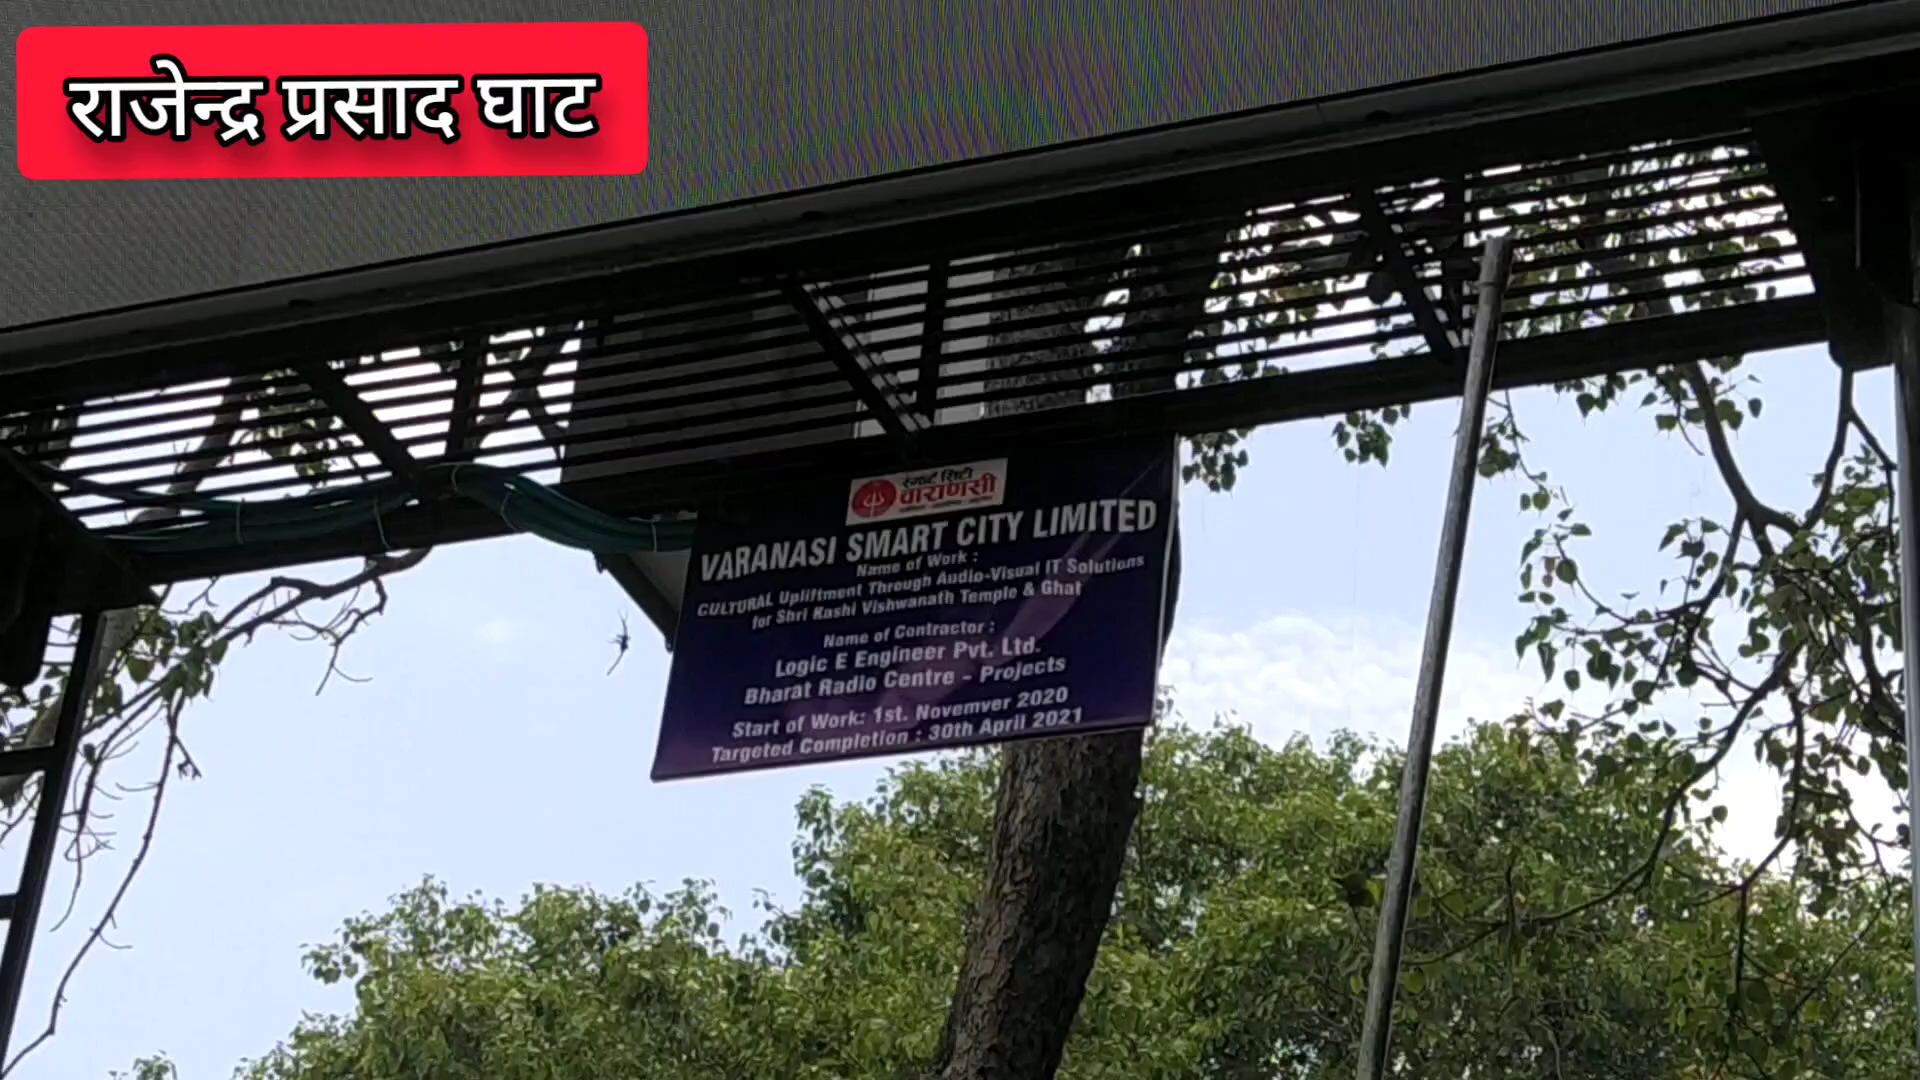 राजेन्द्र प्रसाद घाट
स्मार्ट सिटी
वाराणसी
VARANASI SMART CITY LIMITED
Name of Work :
CULTURAL Upliftment Through Audio-Visual IT Solutions
for Shri Kashi Vishwanath Temple & Ghat
Name of Contractor :
Logic E Engineer Pvt. Ltd.
Bharat Radio Centre - Projects
Start of Work: 1st. Novemver 2020
Targeted Completion : 30th April 2021